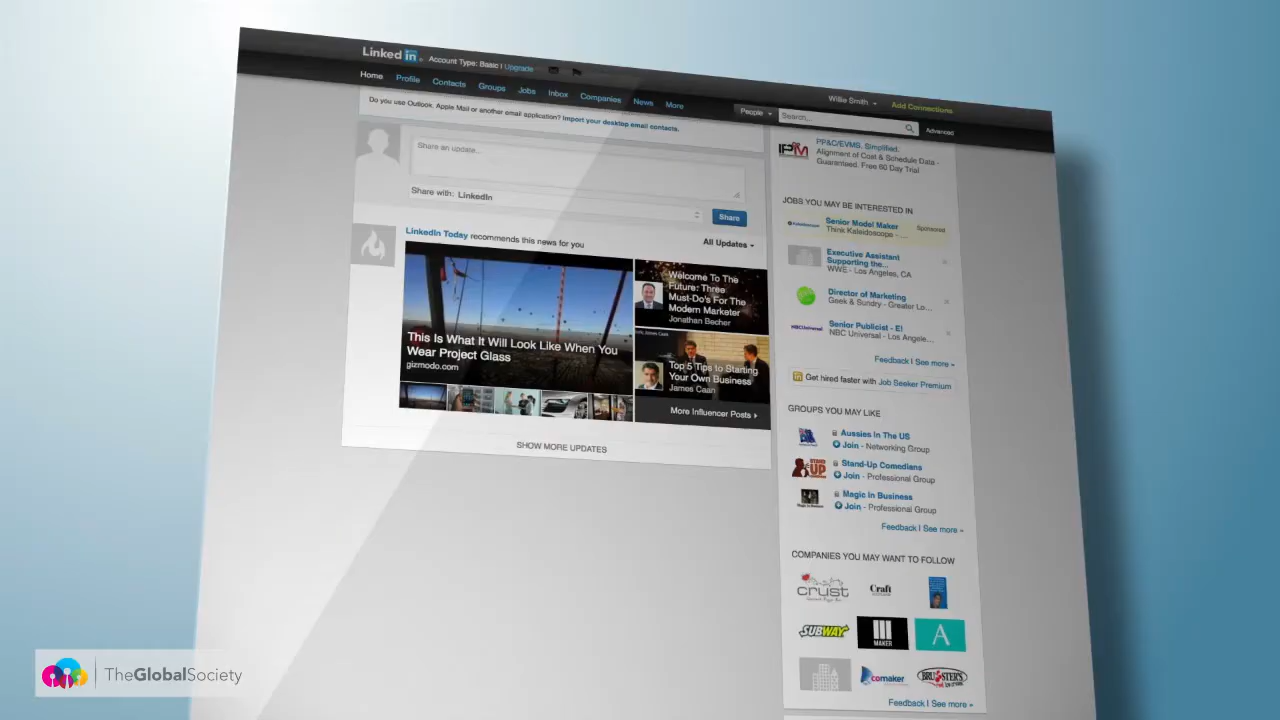 Linked in
Account Type: Basic | Upgrade
Willie Smith
Add Connections
Home Profile Contacts Groups Jobs Inbox Companies News More
People
Search...
Advanced
Do you use Outlook, Apple Mail or another email application? Import your desktop email contacts.
Share an update...
Share with: LinkedIn
Share
LinkedIn Today recommends this news for you
All Updates
This Is What It Will Look Like When You
Wear Project Glass
gizmodo.com
Welcome To The
Future: Three
Must-Do's For The
Modern Marketer
Jonathan Becher
Top 5 Tips to Starting
Your Own Business
James Caan
More Influencer Posts
SHOW MORE UPDATES
IPM
PP&C/EVMS. Simplified.
Alignment of Cost & Schedule Data -
Guaranteed. Free 60 Day Trial
JOBS YOU MAY BE INTERESTED IN
Senior Model Maker
Think Kaleidoscope - ...
Sponsored
Executive Assistant
Supporting the...
WWE - Los Angeles, CA
Director of Marketing
Geek & Sundry - Greater Lo...
NBCUniversal
Senior Publicist - E!
NBC Universal - Los Angele...
Feedback | See more »
Get hired faster with Job Seeker Premium
GROUPS YOU MAY LIKE
Aussies In The US
Join - Networking Group
STAND UP
Stand-Up Comedians
Join - Professional Group
Magic In Business
Join - Professional Group
Feedback | See more »
COMPANIES YOU MAY WANT TO FOLLOW
crust
Craft
SUBWAY
MAKER
A
comaker
BRUSTER'S
Feedback | See more »
TheGlobalSociety